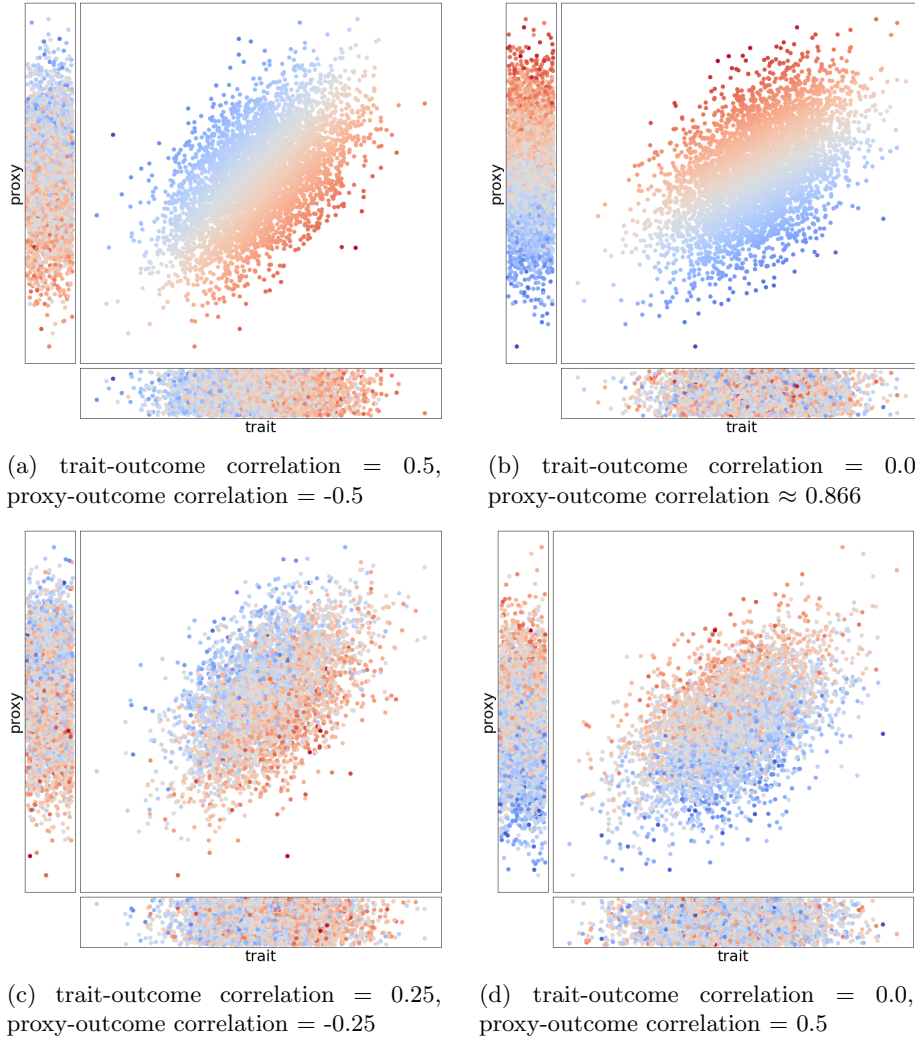 proxy
trait
(a) trait-outcome correlation = 0.5,
proxy-outcome correlation = -0.5
proxy
trait
(b) trait-outcome correlation = 0.0
proxy-outcome correlation ≈ 0.866
proxy
trait
(c) trait-outcome correlation = 0.25,
proxy-outcome correlation = -0.25
proxy
trait
(d) trait-outcome correlation = 0.0,
proxy-outcome correlation = 0.5